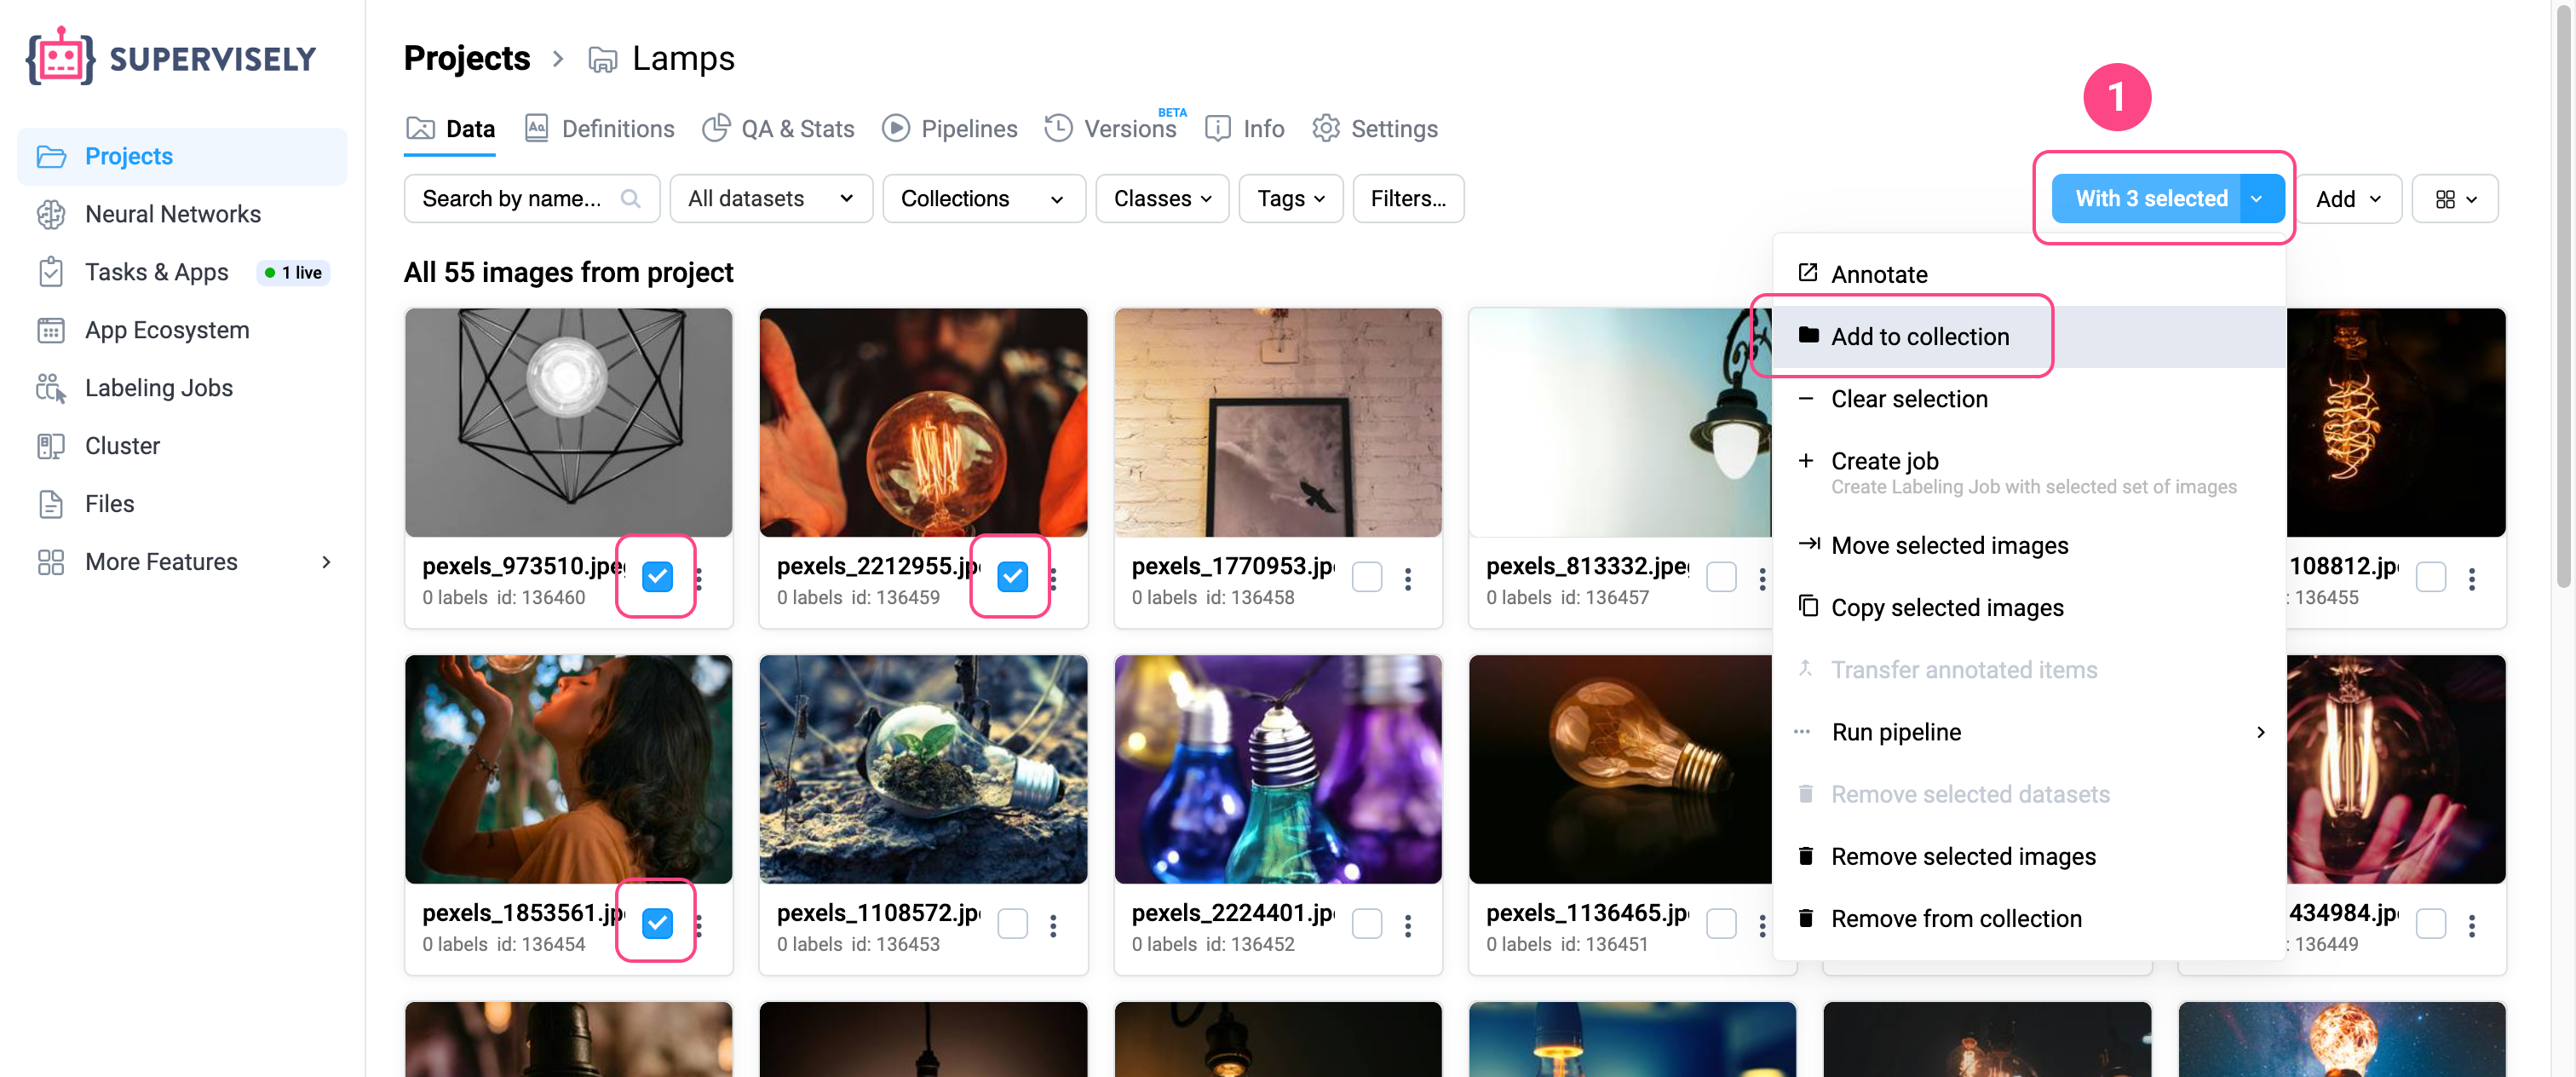 SUPERVISELY
Projects
Neural Networks
Tasks & Apps 1 live
App Ecosystem
Labeling Jobs
Cluster
Files
More Features
Projects > Lamps
1
Data Definitions QA & Stats Pipelines Versions BETA Info Settings
Search by name... All datasets Collections Classes Tags Filters... With 3 selected Add
All 55 images from project
Annotate
Add to collection
Clear selection
Create job
Create Labeling Job with selected set of images
Move selected images
Copy selected images
Transfer annotated items
Run pipeline
Remove selected datasets
Remove selected images
Remove from collection
pexels_973510.jpe pexels_2212955.jp pexels_1770953.jp pexels_813332.jpe 108812.jp
0 labels id: 136460 0 labels id: 136459 0 labels id: 136458 0 labels id: 136457 : 136455
pexels_1853561.jp pexels_1108572.jp pexels_2224401.jp pexels_1136465.jp 434984.jp
0 labels id: 136454 0 labels id: 136453 0 labels id: 136452 0 labels id: 136451 : 136449